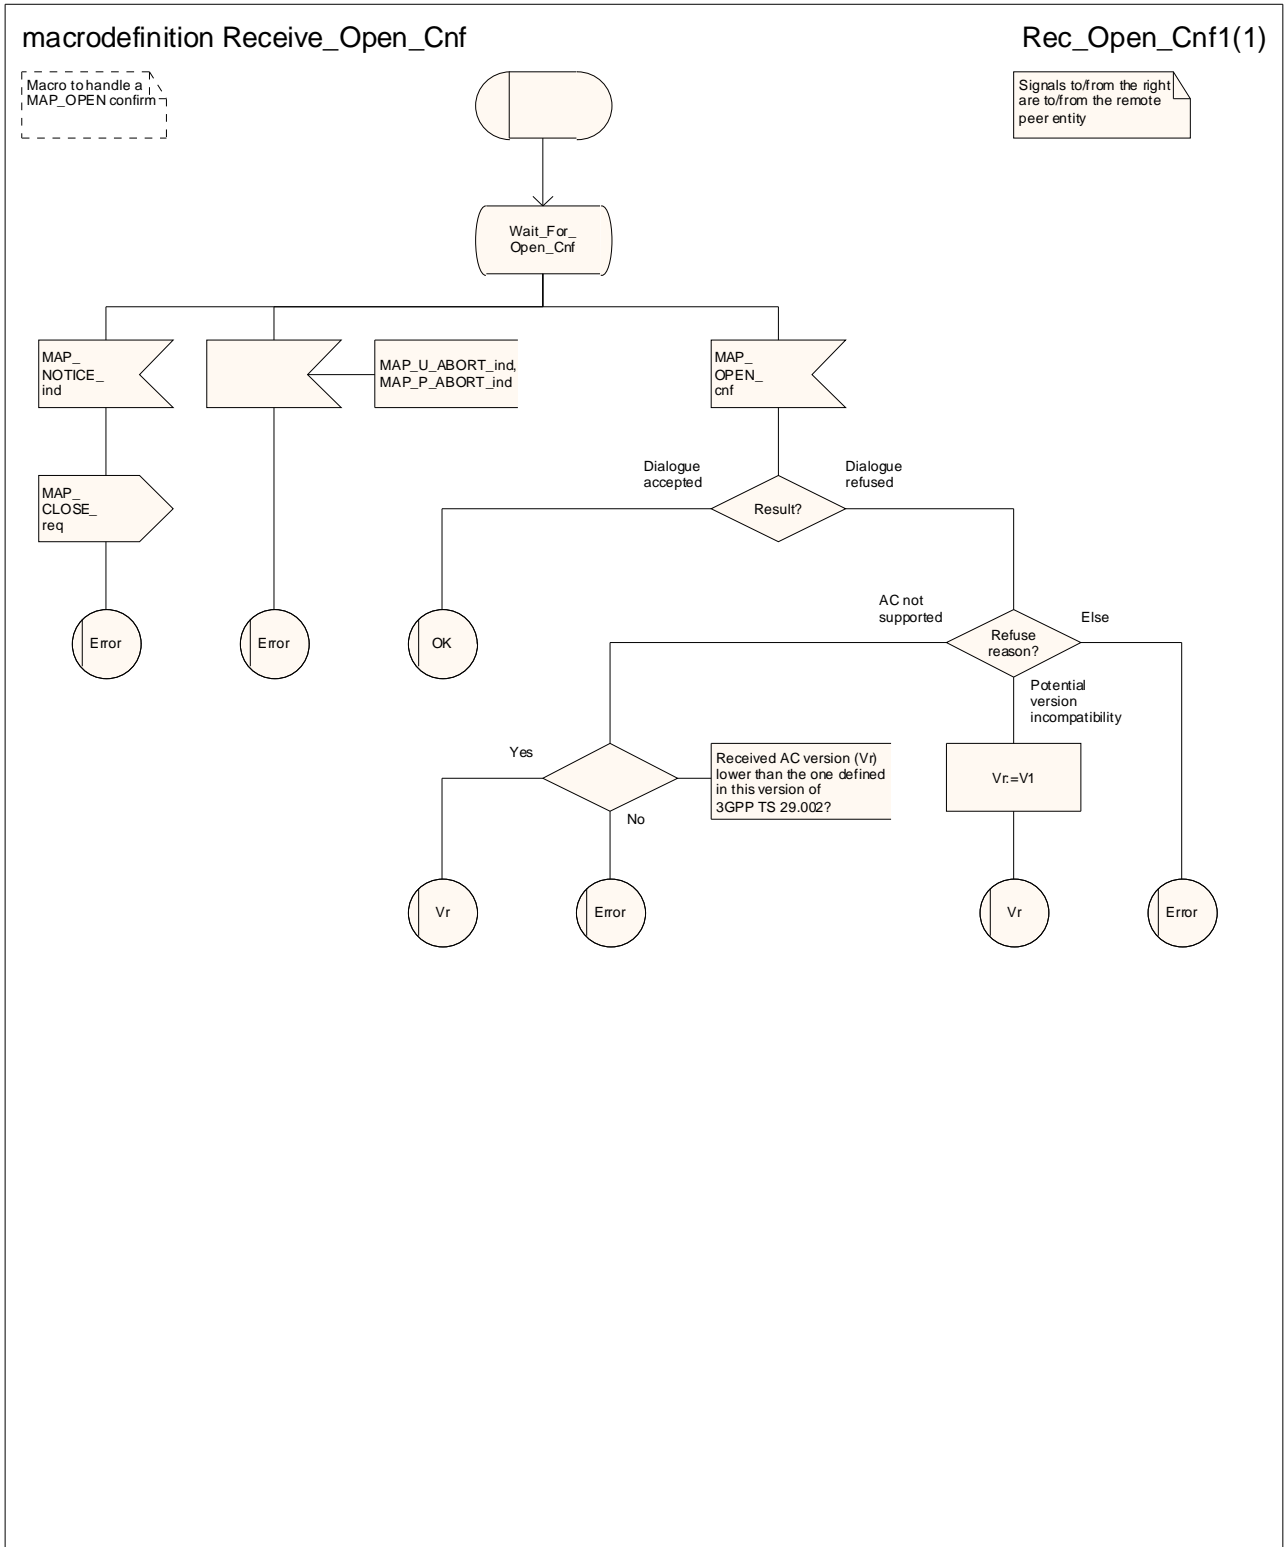 macrodefinition Receive_Open_Cnf
Rec_Open_Cnf1(1)
Macro to handle a
MAP_OPEN confirm
Signals to/from the right
are to/from the remote
peer entity
Wait_For_
Open_Cnf
MAP_
NOTICE_
ind
MAP_U_ABORT_ind,
MAP_P_ABORT_ind
MAP_
OPEN_
cnf
MAP_
CLOSE_
req
Dialogue
accepted
Result?
Dialogue
refused
Error
Error
OK
AC not
supported
Refuse
reason?
Else
Potential
version
incompatibility
Yes
No
Received AC version (Vr)
lower than the one defined
in this version of
3GPP TS 29.002?
Vr:=V1
Vr
Error
Vr
Error